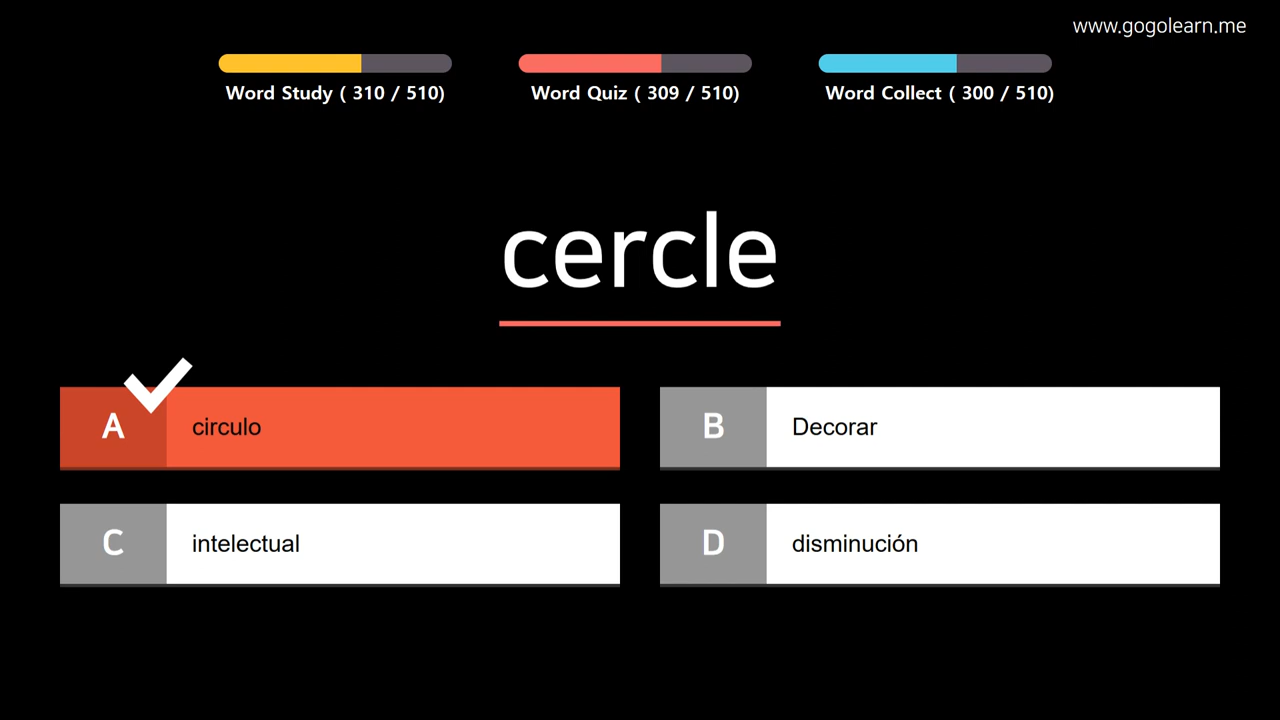 www.gogolearn.me
Word Study ( 310 / 510)
Word Quiz ( 309 / 510)
Word Collect ( 300 / 510)
cercle
A circulo
B Decorar
C intelectual
D disminución